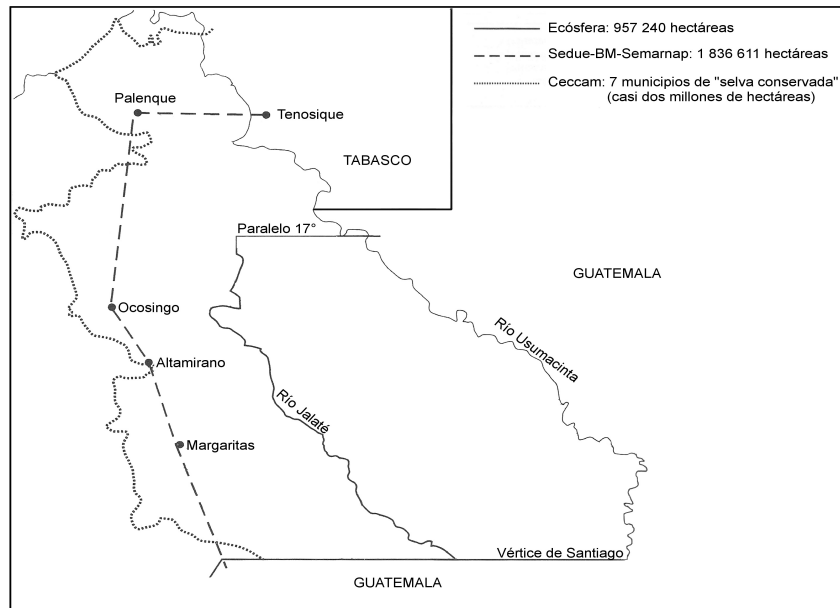 Ecósfera: 957 240 hectáreas
Sedue-BM-Semarnap: 1 836 611 hectáreas
Ceccam: 7 municipios de "selva conservada"
(casi dos millones de hectáreas)
Palenque
Tenosique
TABASCO
Paralelo 17°
GUATEMALA
Ocosingo
Río Usumacinta
Altamirano
Río Jalaté
Margaritas
Vértice de Santiago
GUATEMALA